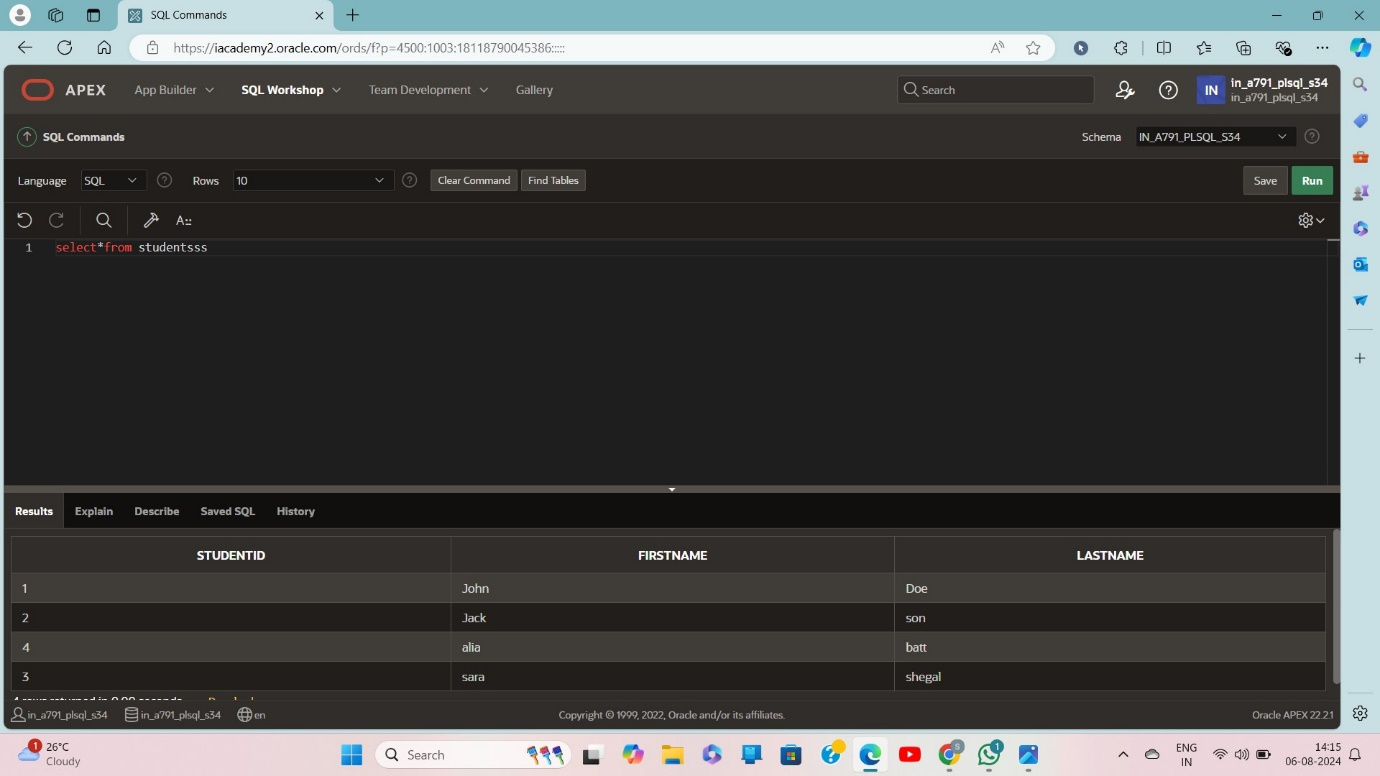 SQL Commands
https://iacademy2.oracle.com/ords/f?p=4500:1003:18118790045386:::::
APEX App Builder SQL Workshop Team Development Gallery Search IN in_a791_plsql_s34
in_a791_plsql_s34
SQL Commands Schema IN_A791_PLSQL_S34
Language SQL Rows 10 Clear Command Find Tables Save Run
A::
1 select*from studentsss
Results Explain Describe Saved SQL History
STUDENTID FIRSTNAME LASTNAME
1 John Doe
2 Jack son
4 alia batt
3 sara shegal
in_a791_plsql_s34 in_a791_plsql_s34 en Copyright © 1999, 2022, Oracle and/or its affiliates. Oracle APEX 22.2.1
1 26°C
Cloudy
Search
S 1
ENG
IN
14:15
06-08-2024